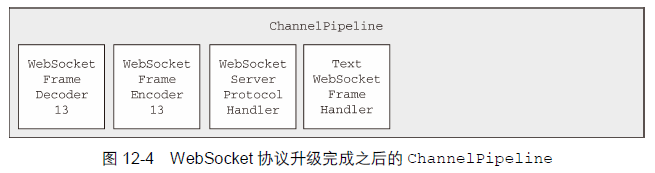 ChannelPipeline
WebSocket
Frame
Decoder
13
WebSocket
Frame
Encoder
13
WebSocket
Server
Protocol
Handler
Text
WebSocket
Frame
Handler
图 12-4 WebSocket 协议升级完成之后的 ChannelPipeline